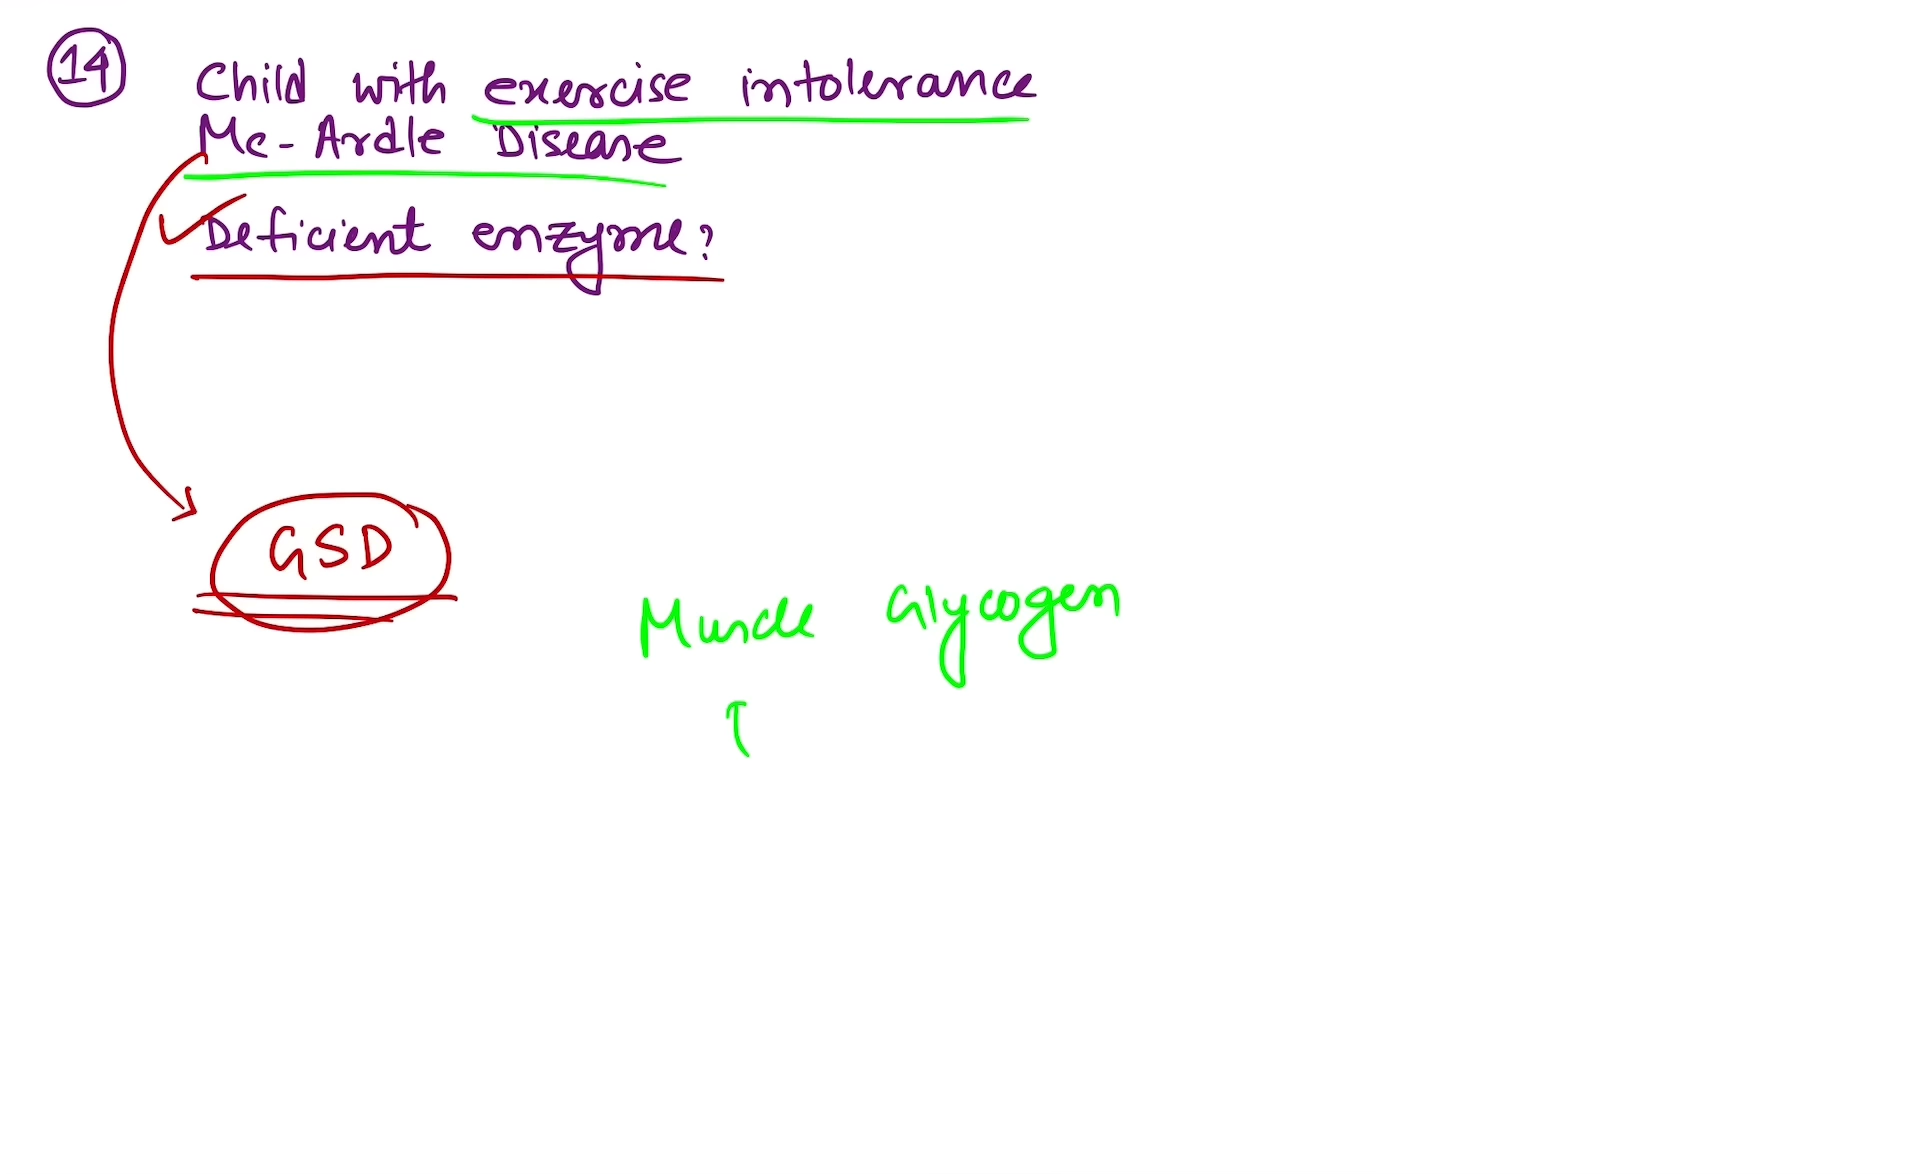 14
Child with exercise intolerance
Mc-Ardle Disease
Deficient enzyme?
GSD
Muscle Glycogen